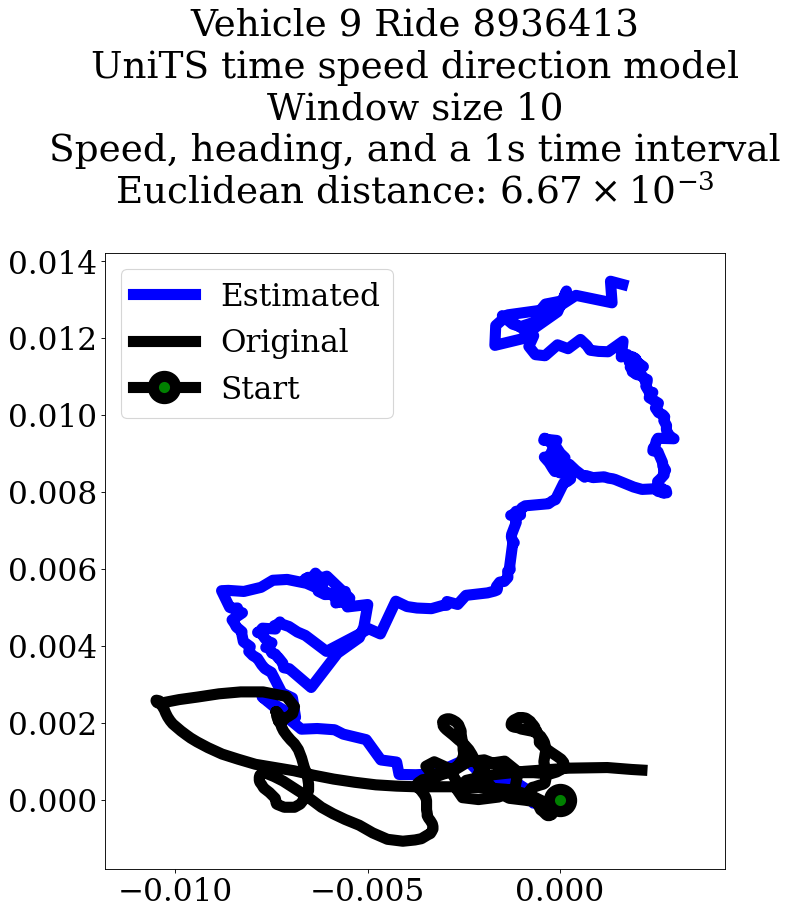 Vehicle 9 Ride 8936413
UniTS time speed direction model
Window size 10
Speed, heading, and a 1s time interval
Euclidean distance: 6.67 × 10⁻³
0.014
Estimated
0.012
Original
Start
0.010
0.008
0.006
0.004
0.002
0.000
−0.010 −0.005 0.000